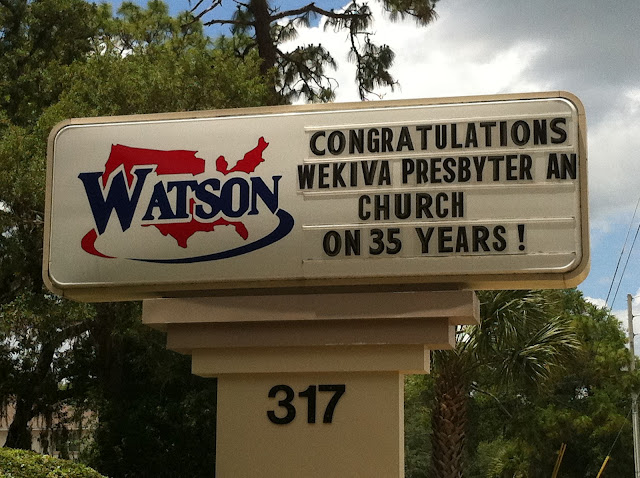 WATSON
CONGRATULATIONS
WEKIVA PRESBYTER AN
CHURCH
ON 35 YEARS!
317